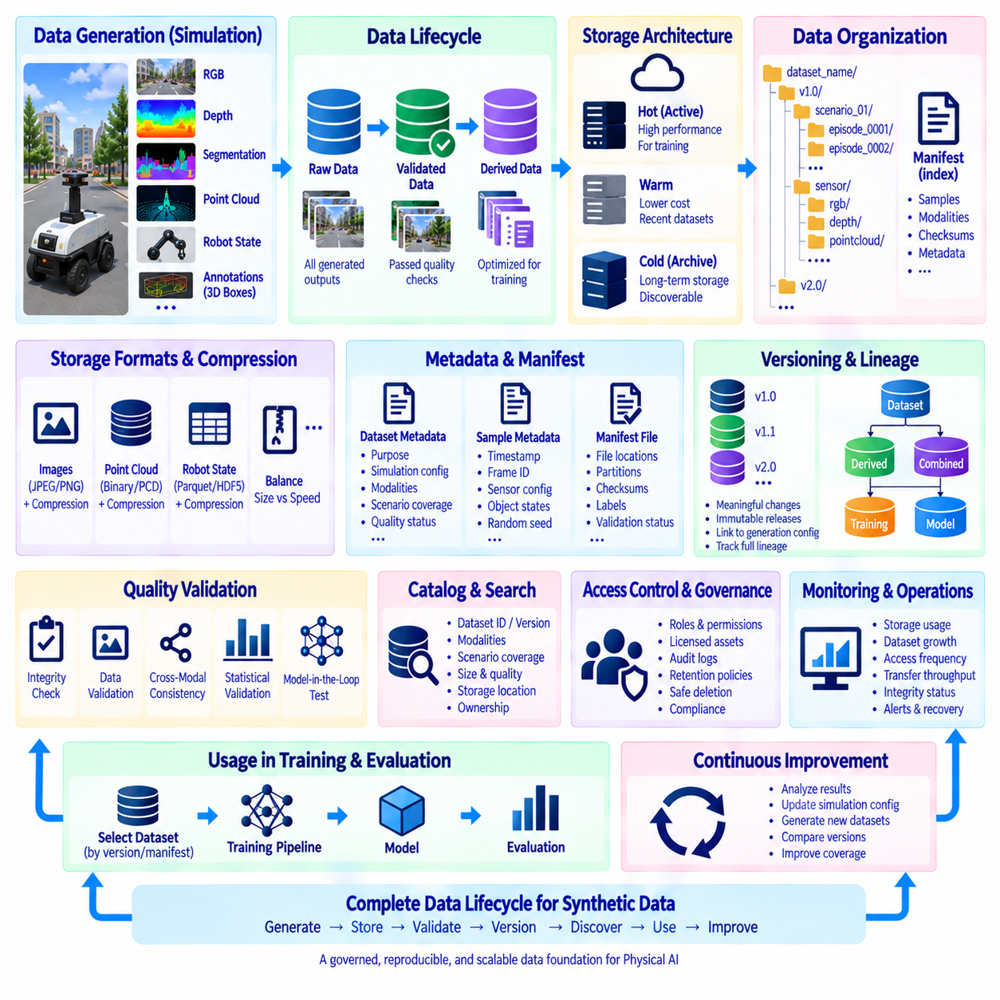 Data Generation (Simulation)
RGB
Depth
Segmentation
Point Cloud
Robot State
Annotations
(3D Boxes)
...
Data Lifecycle
Raw Data
All generated
outputs
Validated
Data
Passed quality
checks
Derived Data
Optimized for
training
Storage Architecture
Hot (Active)
High performance
For training
Warm
Lower cost
Recent datasets
Cold (Archive)
Long-term storage
Discoverable
Data Organization
dataset_name/
v1.0/
scenario_01/
episode_0001/
episode_0002/
...
sensor/
rgb/
depth/
pointcloud/
....
v2.0/
...
Manifest
(index)
• Samples
• Modalities
• Checksums
• Metadata
• ...
Storage Formats & Compression
Images
(JPEG/PNG)
+ Compression
Point Cloud
(Binary/PCD)
+ Compression
Robot State
(Parquet/HDF5)
+ Compression
...
Balance
Size vs Speed
Metadata & Manifest
Dataset Metadata
• Purpose
• Simulation config
• Modalities
• Scenario coverage
• Quality status
...
Sample Metadata
• Timestamp
• Frame ID
• Sensor config
• Object states
• Random seed
...
Manifest File
• File locations
• Partitions
• Checksums
• Labels
• Validation status
...
Versioning & Lineage
v1.0
v1.1
v2.0
...
• Meaningful changes
• Immutable releases
• Link to generation config
• Track full lineage
Dataset
Derived
Combined
Training
Model
Quality Validation
Integrity
Check
Data
Validation
Cross-Modal
Consistency
Statistical
Validation
Model-in-the-Loop
Test
Catalog & Search
• Dataset ID / Version
• Modalities
• Scenario coverage
• Size & quality
• Storage location
• Ownership
Access Control & Governance
• Roles & permissions
• Licensed assets
• Audit logs
• Retention policies
• Safe deletion
• Compliance
Monitoring & Operations
• Storage usage
• Dataset growth
• Access frequency
• Transfer throughput
• Integrity status
• Alerts & recovery
Usage in Training & Evaluation
Select Dataset
(by version/manifest)
Training Pipeline
Model
Evaluation
Continuous Improvement
• Analyze results
• Update simulation config
• Generate new datasets
• Compare versions
• Improve coverage
Complete Data Lifecycle for Synthetic Data
Generate → Store → Validate → Version → Discover → Use → Improve
A governed, reproducible, and scalable data foundation for Physical AI